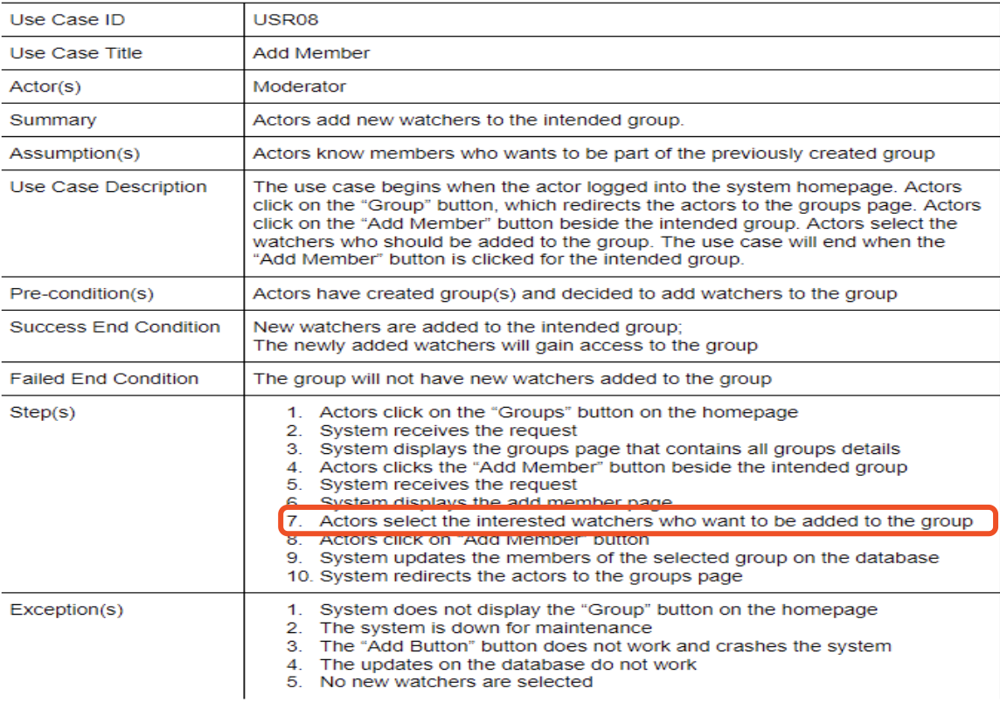 Use Case ID USR08
Use Case Title Add Member
Actor(s) Moderator
Summary Actors add new watchers to the intended group.
Assumption(s) Actors know members who wants to be part of the previously created group
Use Case Description The use case begins when the actor logged into the system homepage. Actors
click on the “Group” button, which redirects the actors to the groups page. Actors
click on the “Add Member” button beside the intended group. Actors select the
watchers who should be added to the group. The use case will end when the
“Add Member” button is clicked for the intended group.
Pre-condition(s) Actors have created group(s) and decided to add watchers to the group
Success End Condition New watchers are added to the intended group;
The newly added watchers will gain access to the group
Failed End Condition The group will not have new watchers added to the group
Step(s) 1. Actors click on the “Groups” button on the homepage
2. System receives the request
3. System displays the groups page that contains all groups details
4. Actors clicks the “Add Member” button beside the intended group
5. System receives the request
6. System displays the add member page
7. Actors select the interested watchers who want to be added to the group
8. Actors click on “Add Member” button
9. System updates the members of the selected group on the database
10. System redirects the actors to the groups page
Exception(s) 1. System does not display the “Group” button on the homepage
2. The system is down for maintenance
3. The “Add Button” button does not work and crashes the system
4. The updates on the database do not work
5. No new watchers are selected